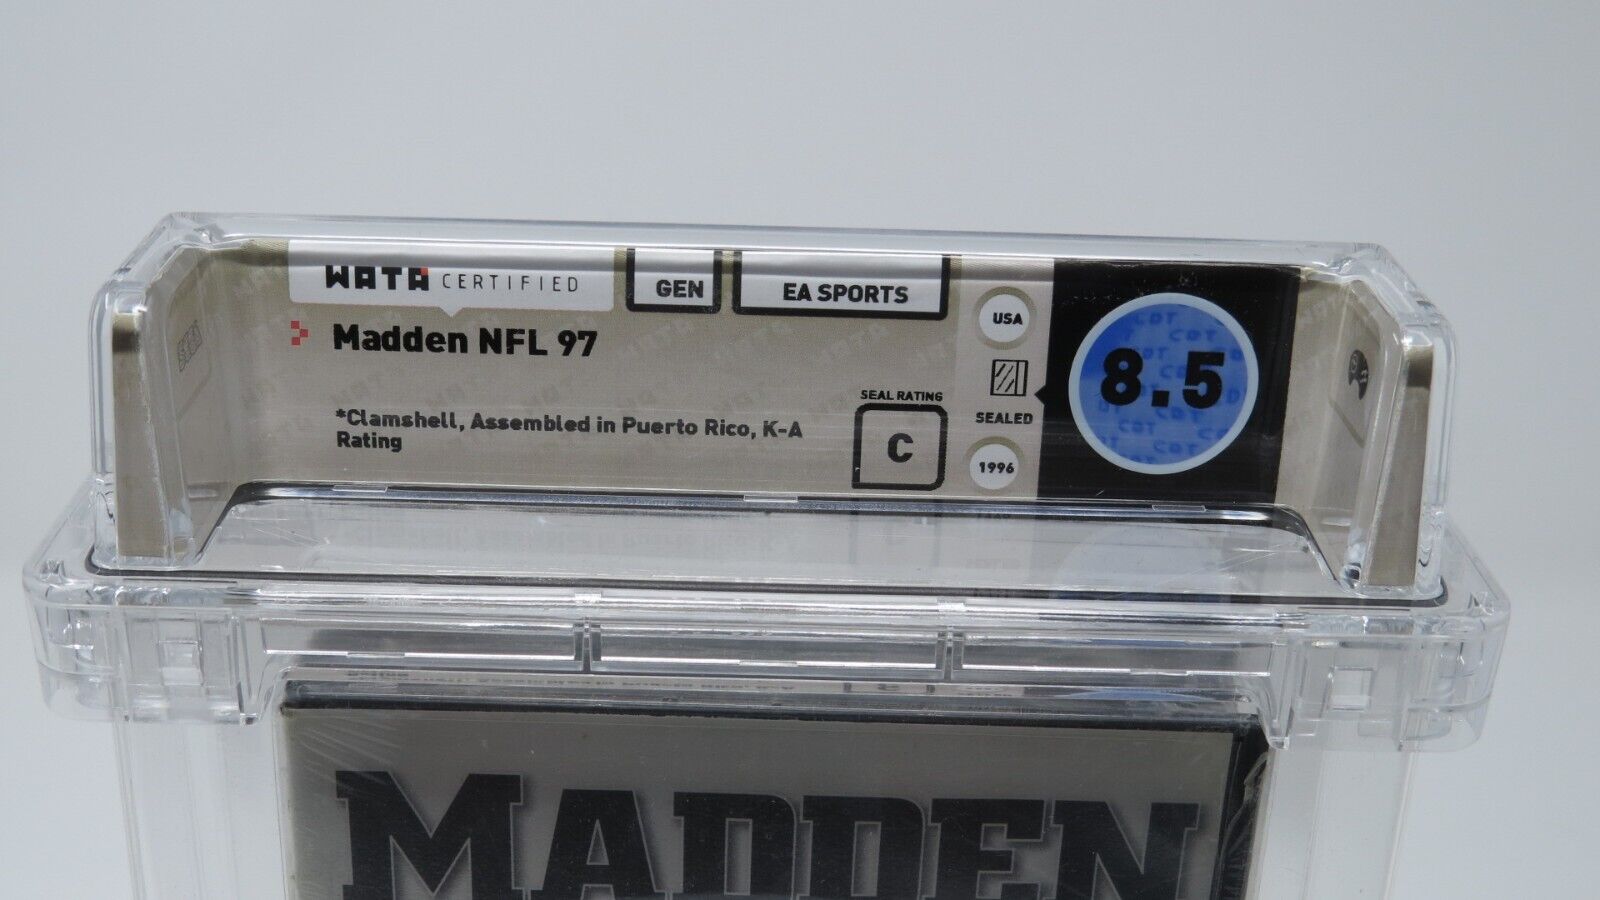 WATA CERTIFIED
GEN
EA SPORTS
Madden NFL 97
*Clamshell, Assembled in Puerto Rico, K-A
Rating
SEAL RATING
C
USA
SEALED
1996
8.5
MADDEN